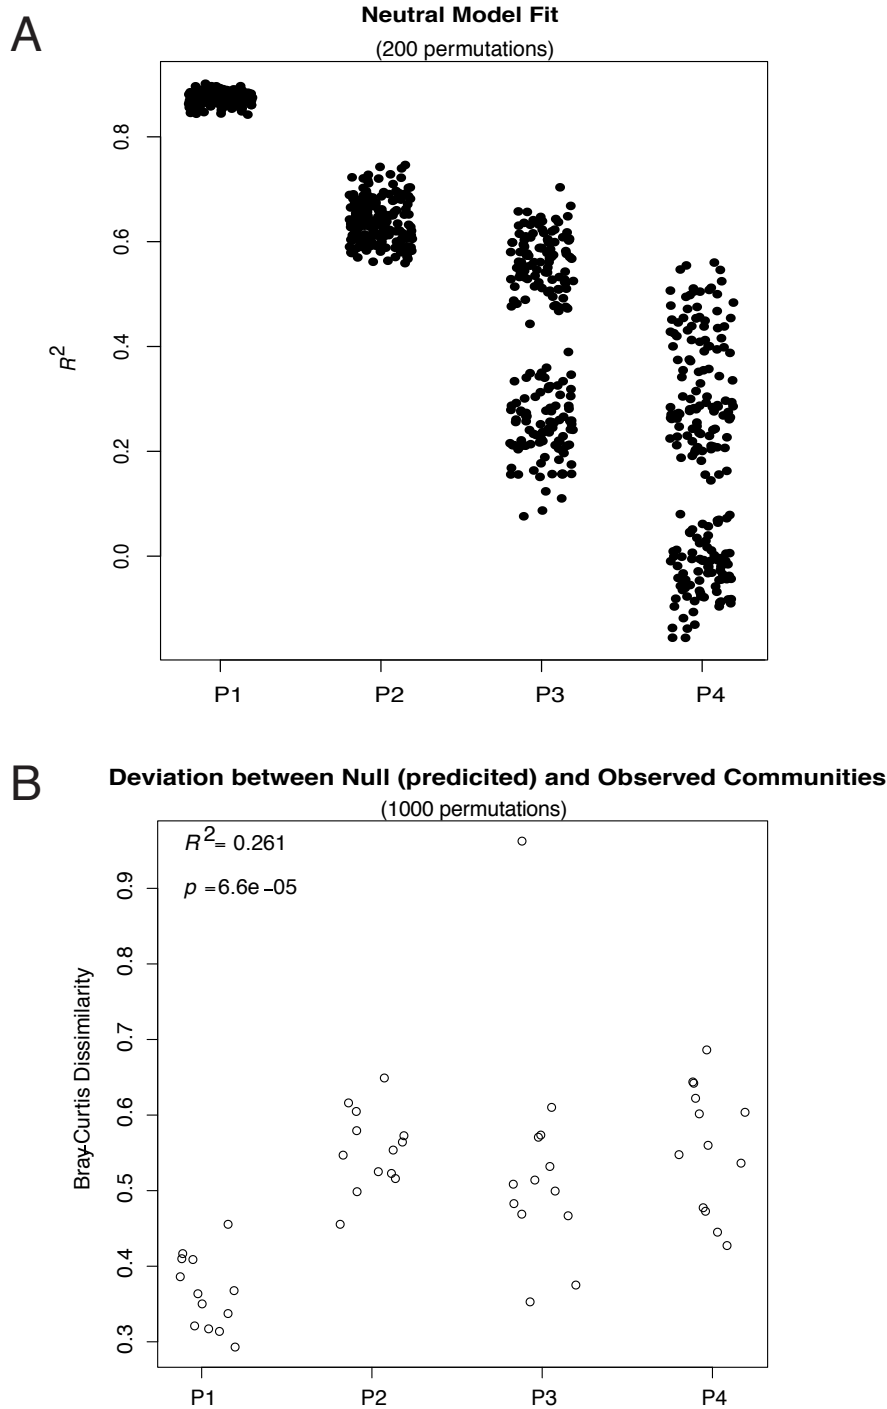 A
Neutral Model Fit
(200 permutations)
R2
0.8
0.6
0.4
0.2
0.0
P1 P2 P3 P4
B
Deviation between Null (predicited) and Observed Communities
(1000 permutations)
R2= 0.261
p =6.6e−05
Bray-Curtis Dissimilarity
0.9
0.8
0.7
0.6
0.5
0.4
0.3
P1 P2 P3 P4